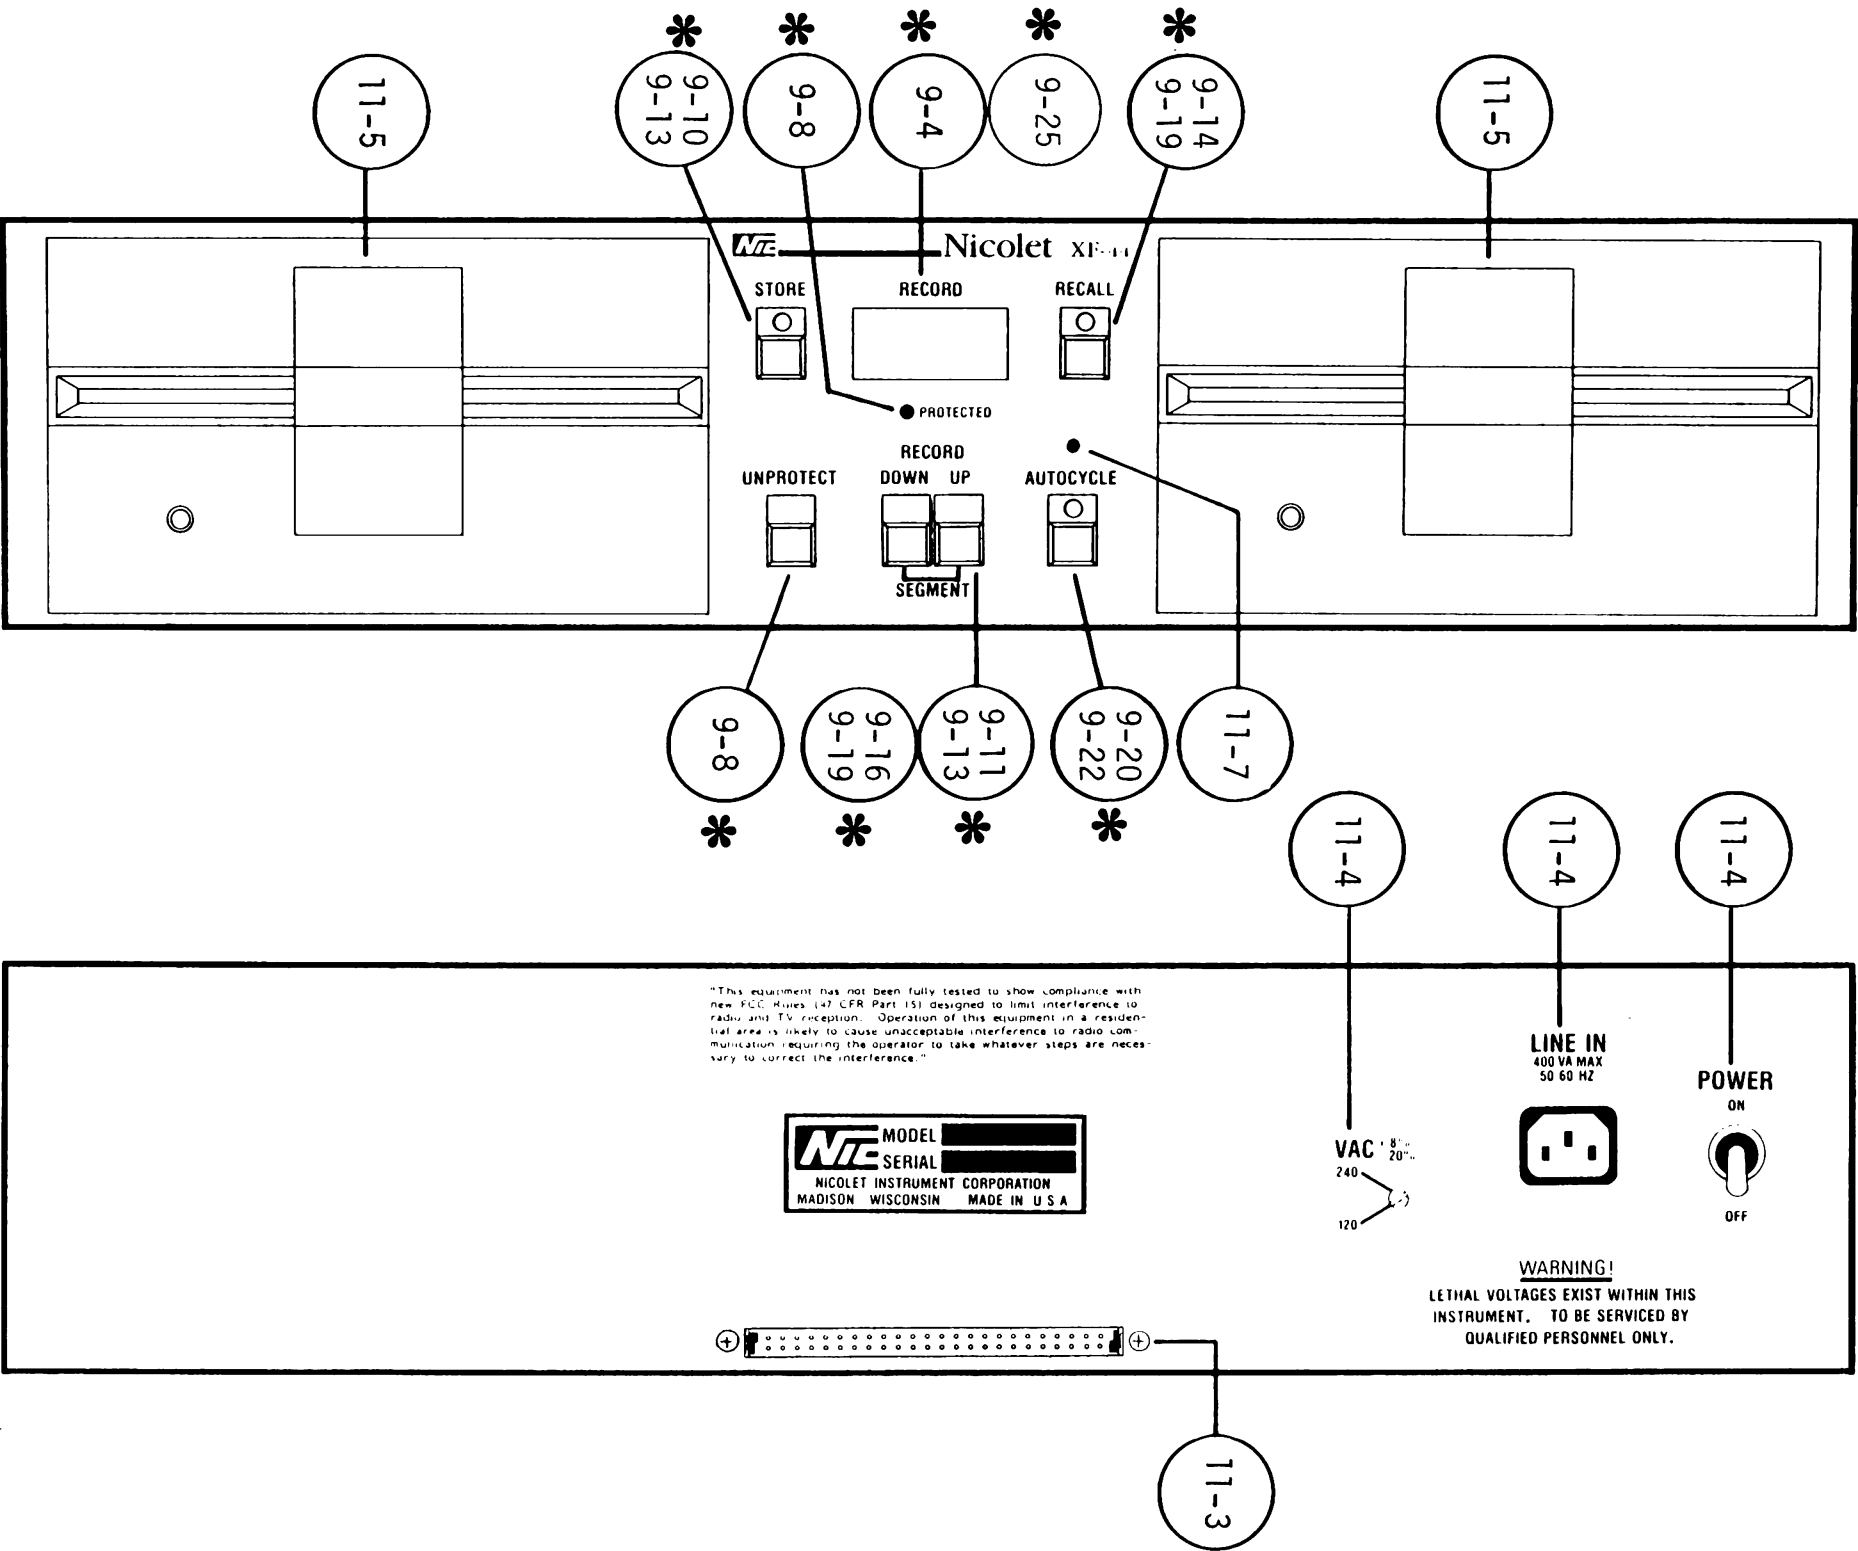 * * * * *
11-5
9-10
9-13
9-8
9-4
9-25
9-14
9-19
11-5
NIC Nicolet
STORE RECORD RECALL
PROTECTED
RECORD
UNPROTECT DOWN UP AUTOCYCLE
SEGMENT
9-8
9-16
9-19
9-11
9-13
9-20
9-22
11-7
* * * *
11-4
11-4
11-4
"This equipment has not been fully tested to show compliance with
new FCC Rules (47 CFR Part 15) designed to limit interference to
radio and TV reception. Operation of this equipment in a residen-
tial area is likely to cause unacceptable interference to radio com-
munication requiring the operator to take whatever steps are neces-
sary to correct the interference."
LINE IN
400 VA MAX
50 60 HZ
POWER
ON
OFF
NIC MODEL
SERIAL
NICOLET INSTRUMENT CORPORATION
MADISON WISCONSIN MADE IN U S A
VAC
240
120
WARNING!
LETHAL VOLTAGES EXIST WITHIN THIS
INSTRUMENT. TO BE SERVICED BY
QUALIFIED PERSONNEL ONLY.
11-3